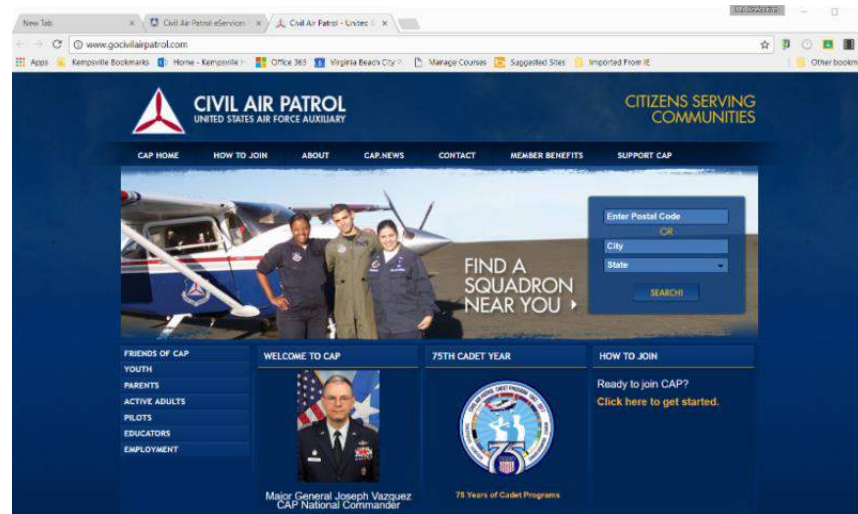 New Tab
Civil Air Patrol eServices
Civil Air Patrol - United S
www.gocivilairpatrol.com
Apps
Kempsville Bookmarks
Home - Kempsville
Office 365
Virginia Beach City
Manage Courses
Suggested Sites
Imported From IE
Other bookm
CIVIL AIR PATROL
UNITED STATES AIR FORCE AUXILIARY
CITIZENS SERVING
COMMUNITIES
CAP HOME
HOW TO JOIN
ABOUT
CAP.NEWS
CONTACT
MEMBER BENEFITS
SUPPORT CAP
FIND A
SQUADRON
NEAR YOU
Enter Postal Code
OR
City
State
SEARCH!
FRIENDS OF CAP
YOUTH
PARENTS
ACTIVE ADULTS
PILOTS
EDUCATORS
EMPLOYMENT
WELCOME TO CAP
Major General Joseph Vazquez
CAP National Commander
75TH CADET YEAR
75
75 Years of Cadet Programs
HOW TO JOIN
Ready to join CAP?
Click here to get started.